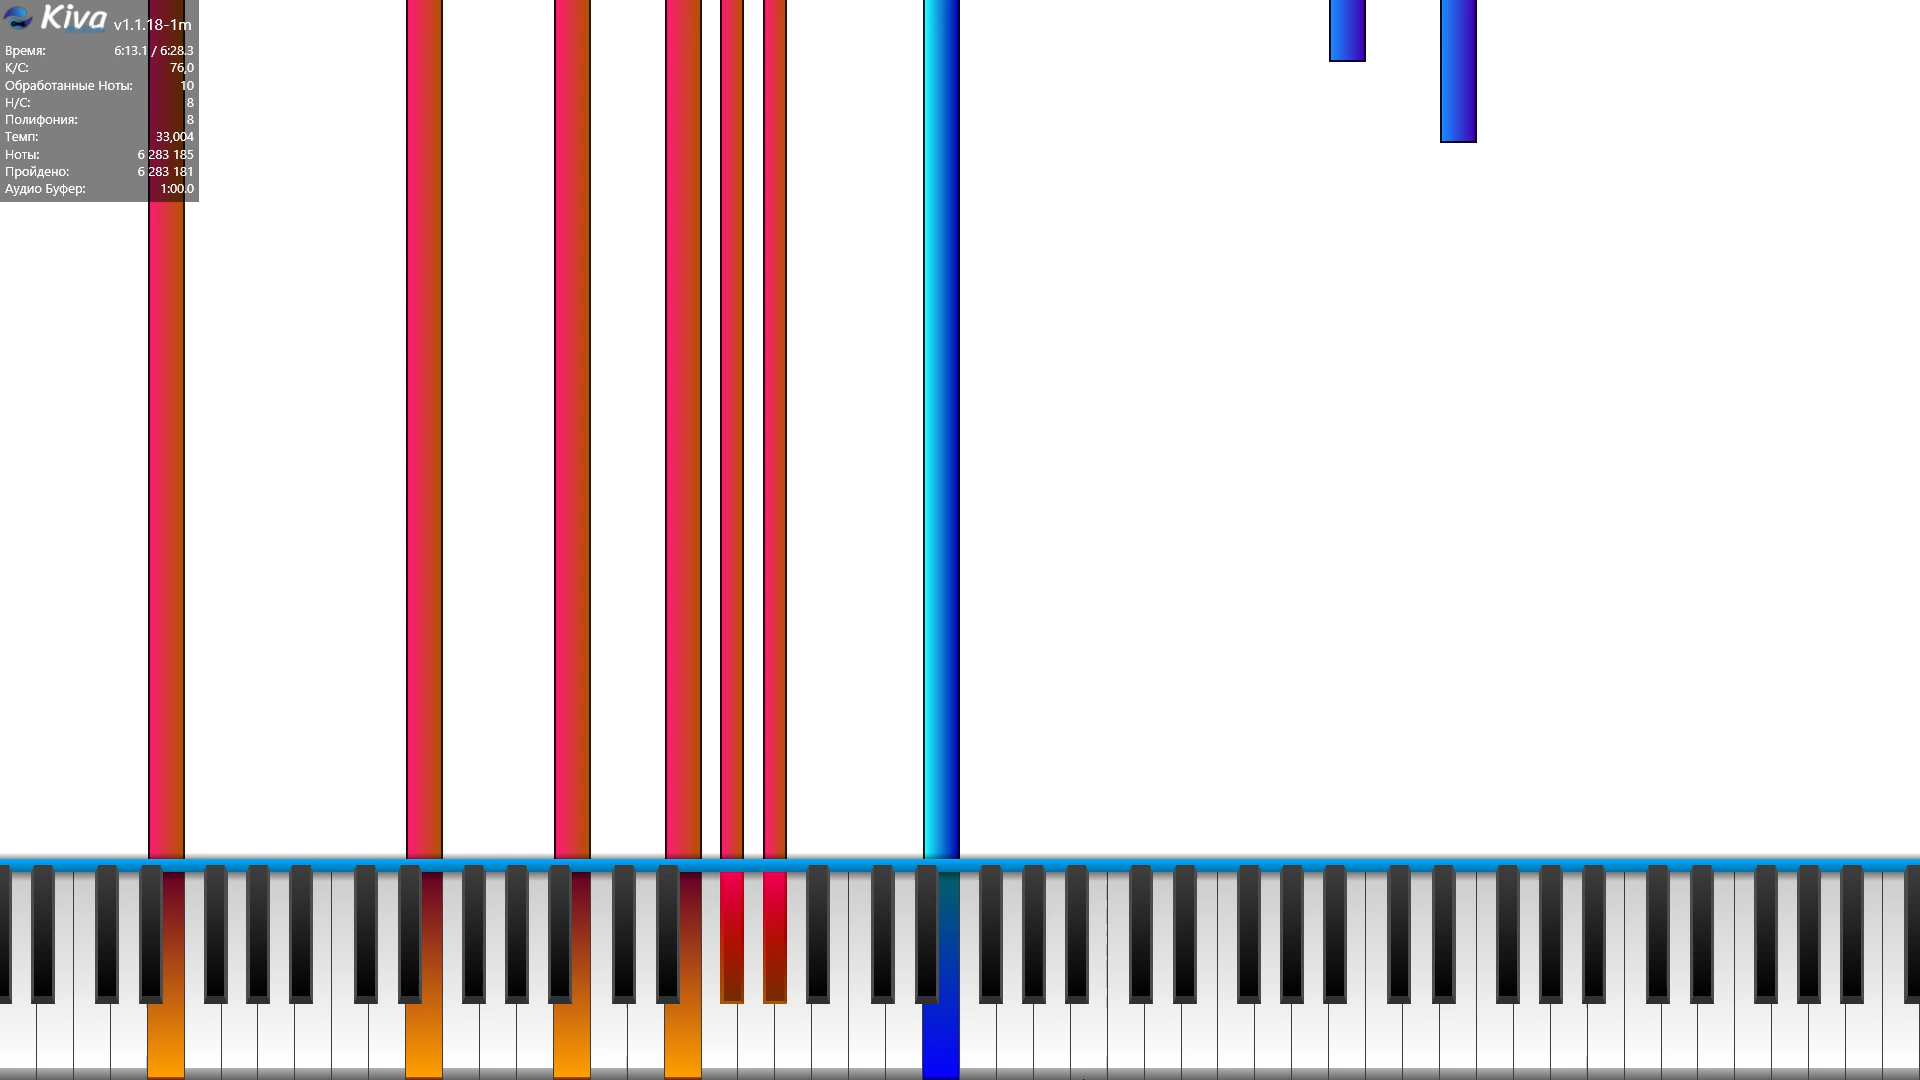 Kiva v1.1.18-1m
Время: 6:13.1 / 6:28.3
К/С: 76,0
Обработанные Ноты: 10
Н/С: 8
Полифония: 8
Темп: 33,004
Ноты: 6 283 185
Пройдено: 6 283 181
Аудио Буфер: 1:00.0